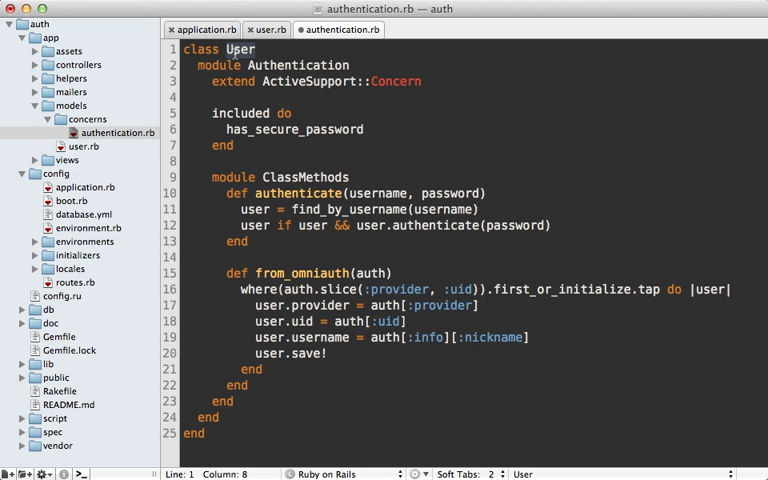 authentication.rb — auth
auth
app
assets
controllers
helpers
mailers
models
concerns
authentication.rb
user.rb
views
config
application.rb
boot.rb
database.yml
environment.rb
environments
initializers
locales
routes.rb
config.ru
db
doc
Gemfile
Gemfile.lock
lib
public
Rakefile
README.md
script
spec
vendor
application.rb
user.rb
authentication.rb
1 class User
2 module Authentication
3 extend ActiveSupport::Concern
4
5 included do
6 has_secure_password
7 end
8
9 module ClassMethods
10 def authenticate(username, password)
11 user = find_by_username(username)
12 user if user && user.authenticate(password)
13 end
14
15 def from_omniauth(auth)
16 where(auth.slice(:provider, :uid)).first_or_initialize.tap do |user|
17 user.provider = auth[:provider]
18 user.uid = auth[:uid]
19 user.username = auth[:info][:nickname]
20 user.save!
21 end
22 end
23 end
24 end
25 end
Line: 1 Column: 8 Ruby on Rails Soft Tabs: 2 User